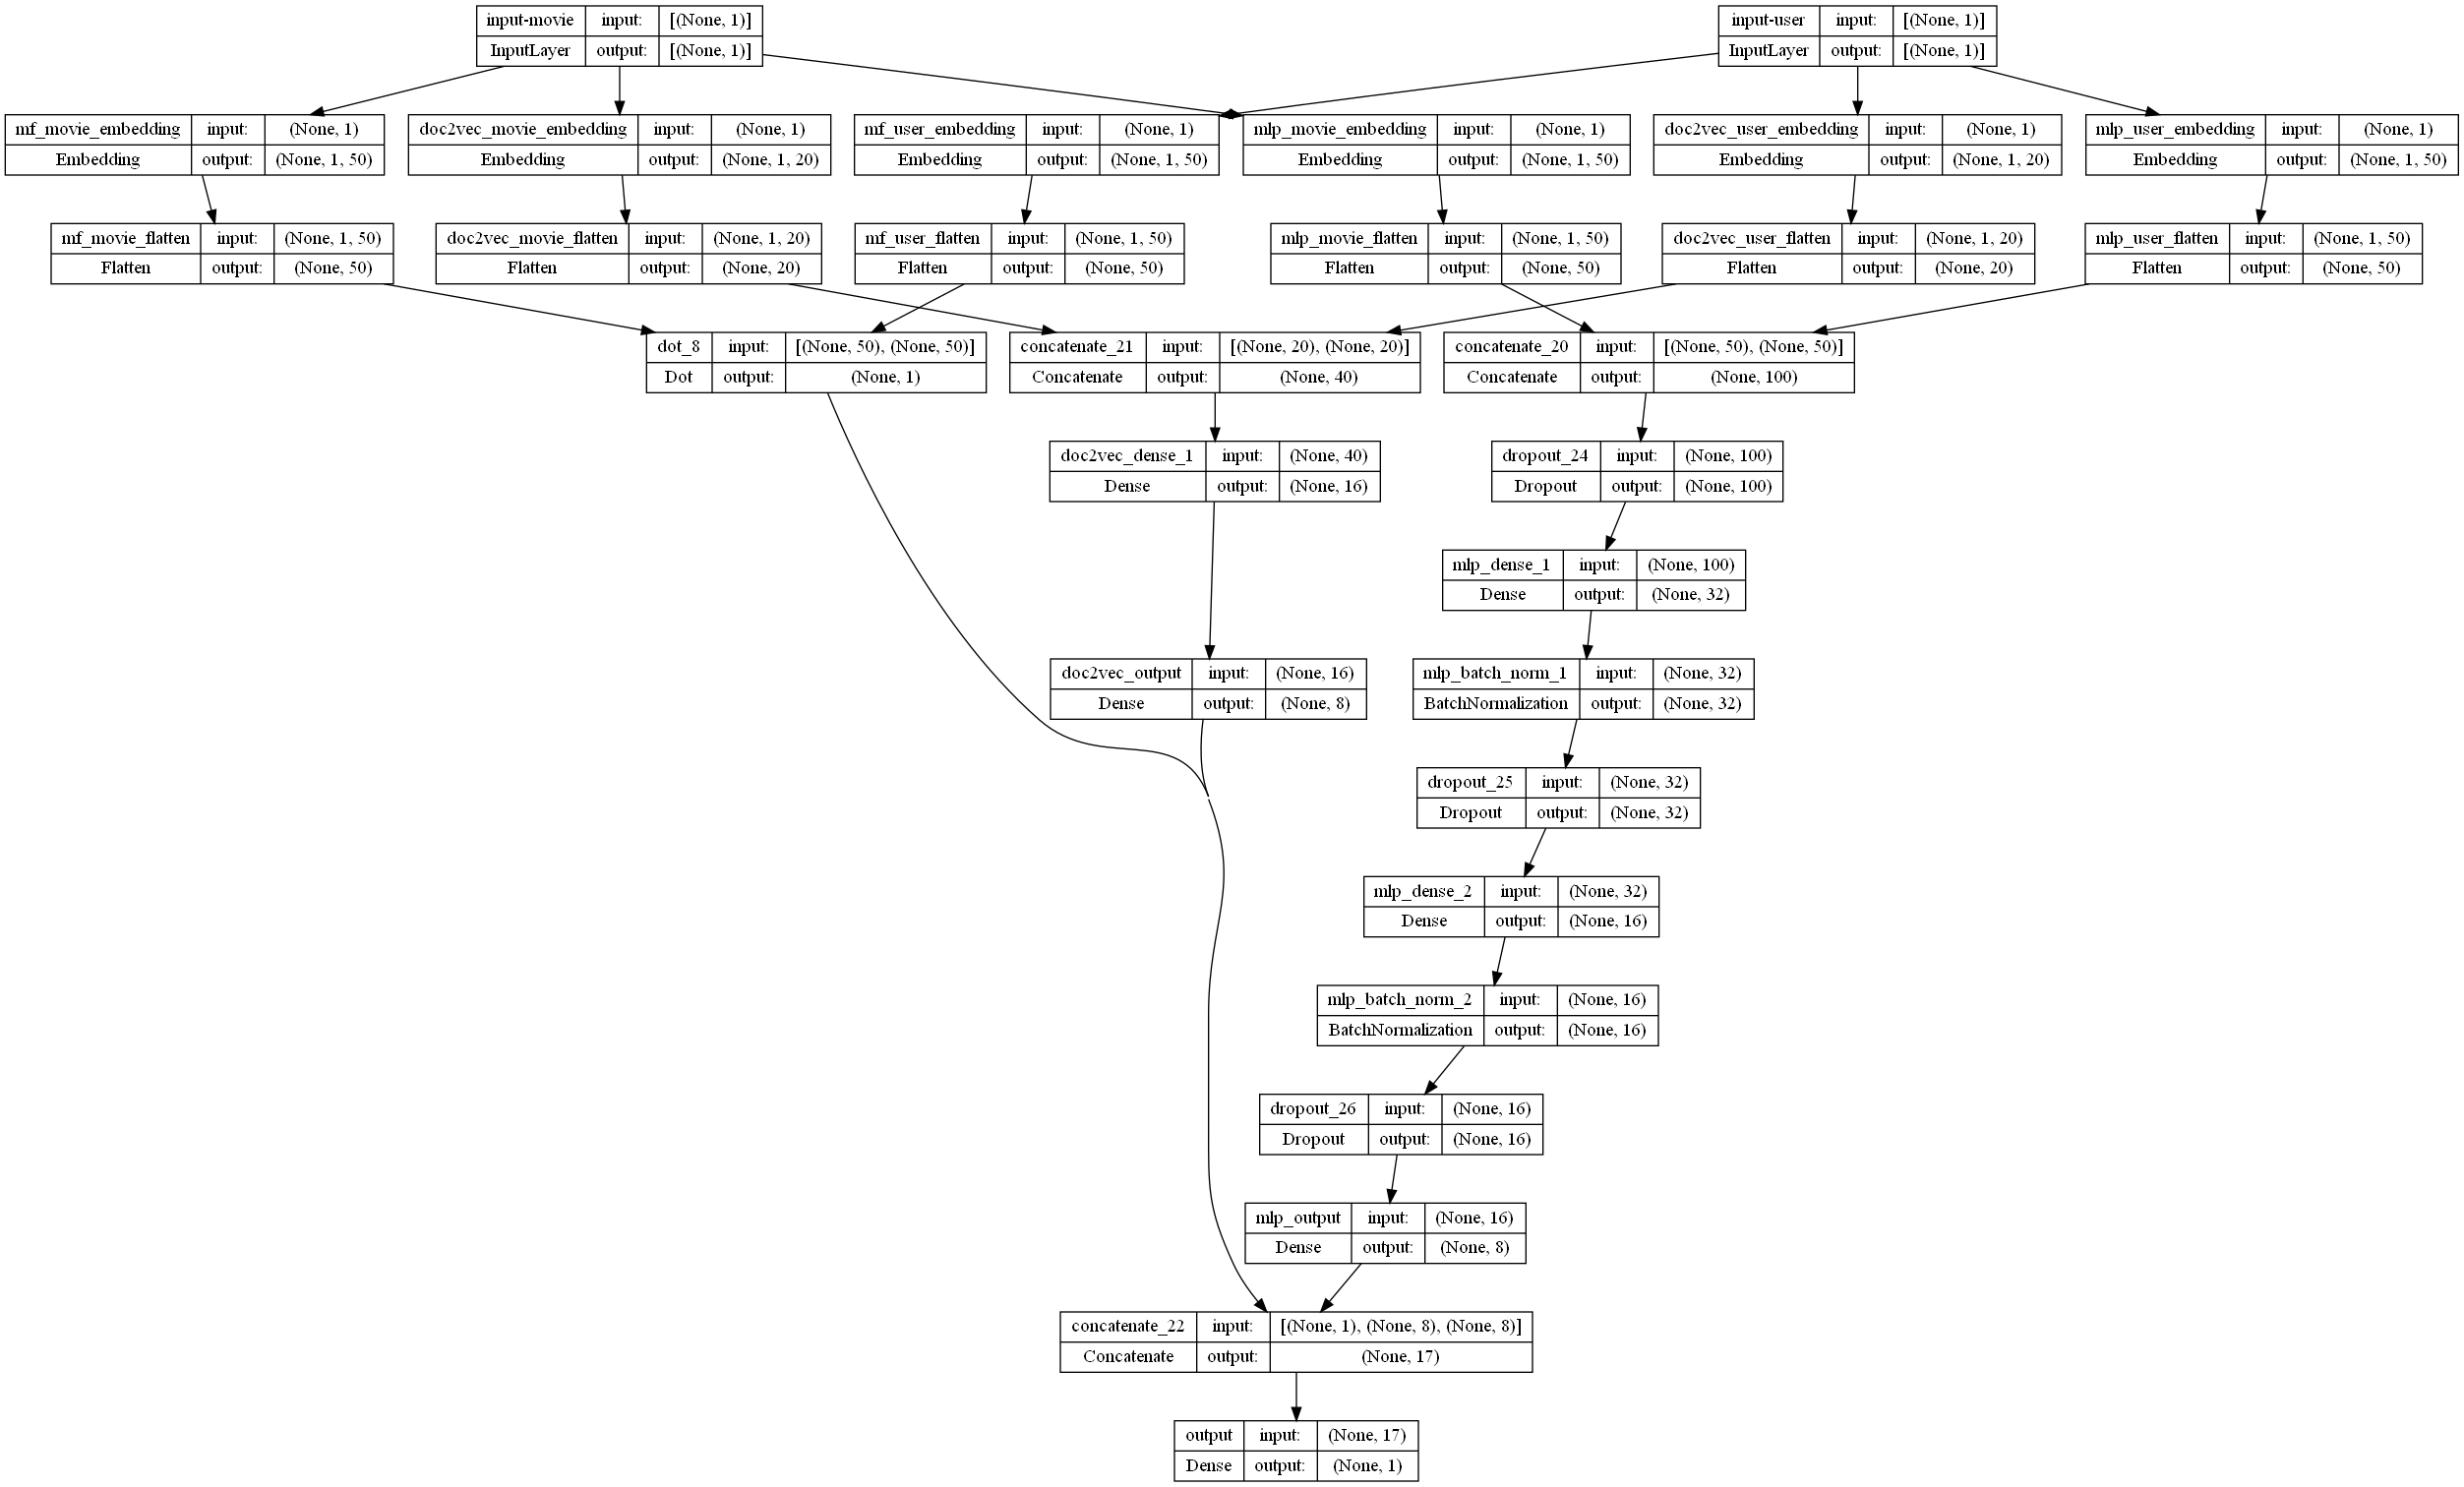 input-movie input: [(None, 1)]
InputLayer output: [(None, 1)]
input-user input: [(None, 1)]
InputLayer output: [(None, 1)]
mf_movie_embedding input: (None, 1)
Embedding output: (None, 1, 50)
doc2vec_movie_embedding input: (None, 1)
Embedding output: (None, 1, 20)
mf_user_embedding input: (None, 1)
Embedding output: (None, 1, 50)
mlp_movie_embedding input: (None, 1)
Embedding output: (None, 1, 50)
doc2vec_user_embedding input: (None, 1)
Embedding output: (None, 1, 20)
mlp_user_embedding input: (None, 1)
Embedding output: (None, 1, 50)
mf_movie_flatten input: (None, 1, 50)
Flatten output: (None, 50)
doc2vec_movie_flatten input: (None, 1, 20)
Flatten output: (None, 20)
mf_user_flatten input: (None, 1, 50)
Flatten output: (None, 50)
mlp_movie_flatten input: (None, 1, 50)
Flatten output: (None, 50)
doc2vec_user_flatten input: (None, 1, 20)
Flatten output: (None, 20)
mlp_user_flatten input: (None, 1, 50)
Flatten output: (None, 50)
dot_8 input: [(None, 50), (None, 50)]
Dot output: (None, 1)
concatenate_21 input: [(None, 20), (None, 20)]
Concatenate output: (None, 40)
concatenate_20 input: [(None, 50), (None, 50)]
Concatenate output: (None, 100)
doc2vec_dense_1 input: (None, 40)
Dense output: (None, 16)
dropout_24 input: (None, 100)
Dropout output: (None, 100)
mlp_dense_1 input: (None, 100)
Dense output: (None, 32)
doc2vec_output input: (None, 16)
Dense output: (None, 8)
mlp_batch_norm_1 input: (None, 32)
BatchNormalization output: (None, 32)
dropout_25 input: (None, 32)
Dropout output: (None, 32)
mlp_dense_2 input: (None, 32)
Dense output: (None, 16)
mlp_batch_norm_2 input: (None, 16)
BatchNormalization output: (None, 16)
dropout_26 input: (None, 16)
Dropout output: (None, 16)
mlp_output input: (None, 16)
Dense output: (None, 8)
concatenate_22 input: [(None, 1), (None, 8), (None, 8)]
Concatenate output: (None, 17)
output input: (None, 17)
Dense output: (None, 1)